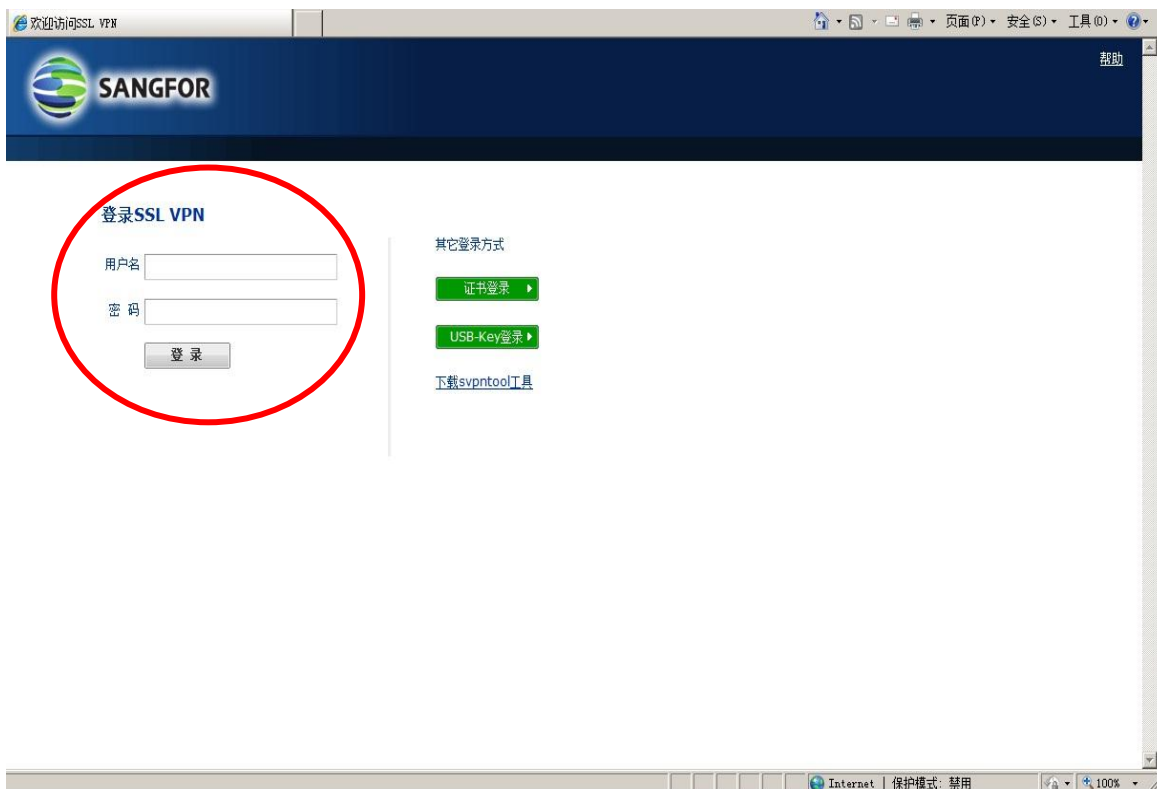 欢迎访问SSL VPN
页面(P) 安全(S) 工具(O)
帮助
SANGFOR
登录SSL VPN
用户名
密 码
登 录
其它登录方式
证书登录
USB-Key登录
下载svpntool工具
Internet | 保护模式: 禁用
100%